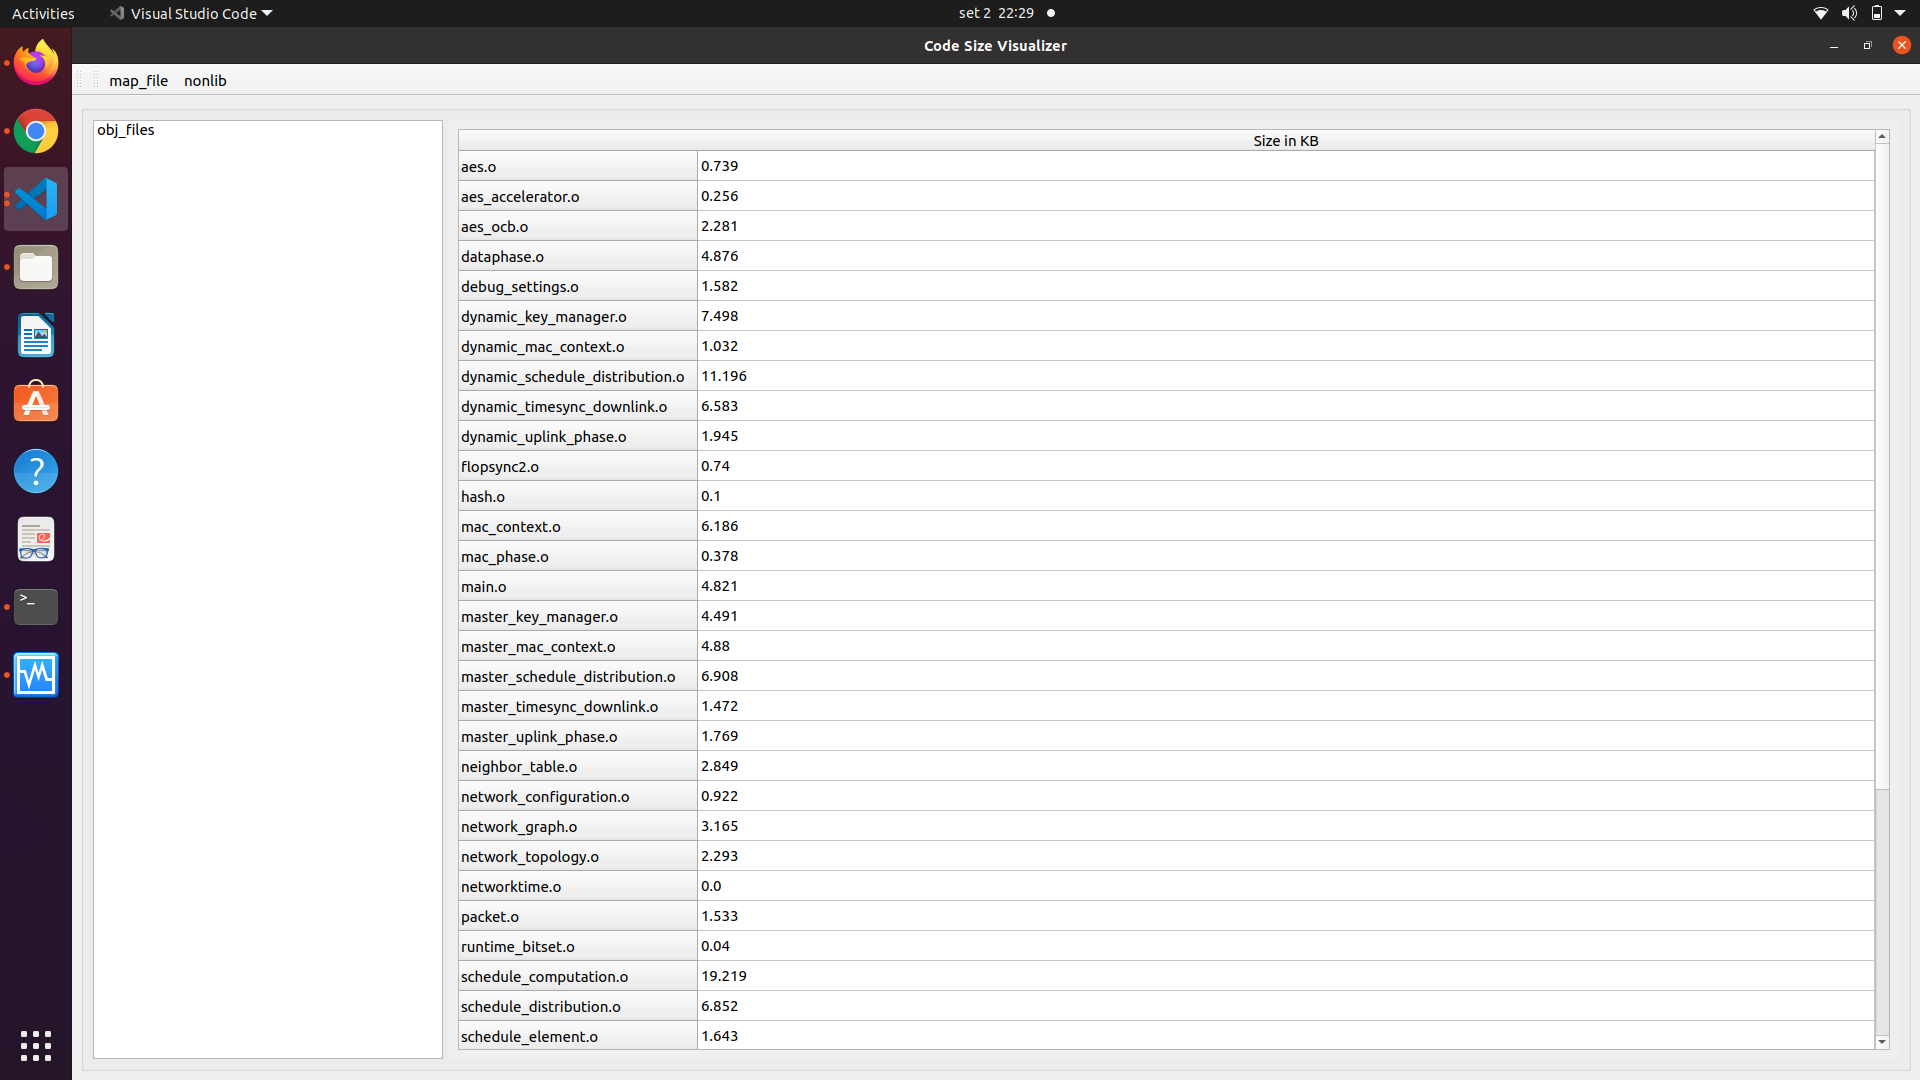 Activities
Visual Studio Code
set 2 22:29
Code Size Visualizer
map_file nonlib
obj_files
Size in KB
aes.o 0.739
aes_accelerator.o 0.256
aes_ocb.o 2.281
dataphase.o 4.876
debug_settings.o 1.582
dynamic_key_manager.o 7.498
dynamic_mac_context.o 1.032
dynamic_schedule_distribution.o 11.196
dynamic_timesync_downlink.o 6.583
dynamic_uplink_phase.o 1.945
flopsync2.o 0.74
hash.o 0.1
mac_context.o 6.186
mac_phase.o 0.378
main.o 4.821
master_key_manager.o 4.491
master_mac_context.o 4.88
master_schedule_distribution.o 6.908
master_timesync_downlink.o 1.472
master_uplink_phase.o 1.769
neighbor_table.o 2.849
network_configuration.o 0.922
network_graph.o 3.165
network_topology.o 2.293
networktime.o 0.0
packet.o 1.533
runtime_bitset.o 0.04
schedule_computation.o 19.219
schedule_distribution.o 6.852
schedule_element.o 1.643